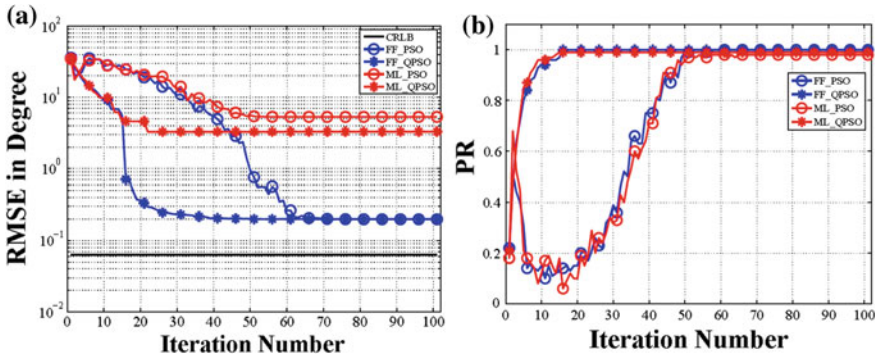 (a)
RMSE in Degree
10^2
10^1
10^0
10^-1
10^-2
0 10 20 30 40 50 60 70 80 90 100
Iteration Number
CRLB
FF_PSO
FF_QPSO
ML_PSO
ML_QPSO
(b)
PR
1
0.8
0.6
0.4
0.2
0
0 10 20 30 40 50 60 70 80 90 100
Iteration Number
FF_PSO
FF_QPSO
ML_PSO
ML_QPSO